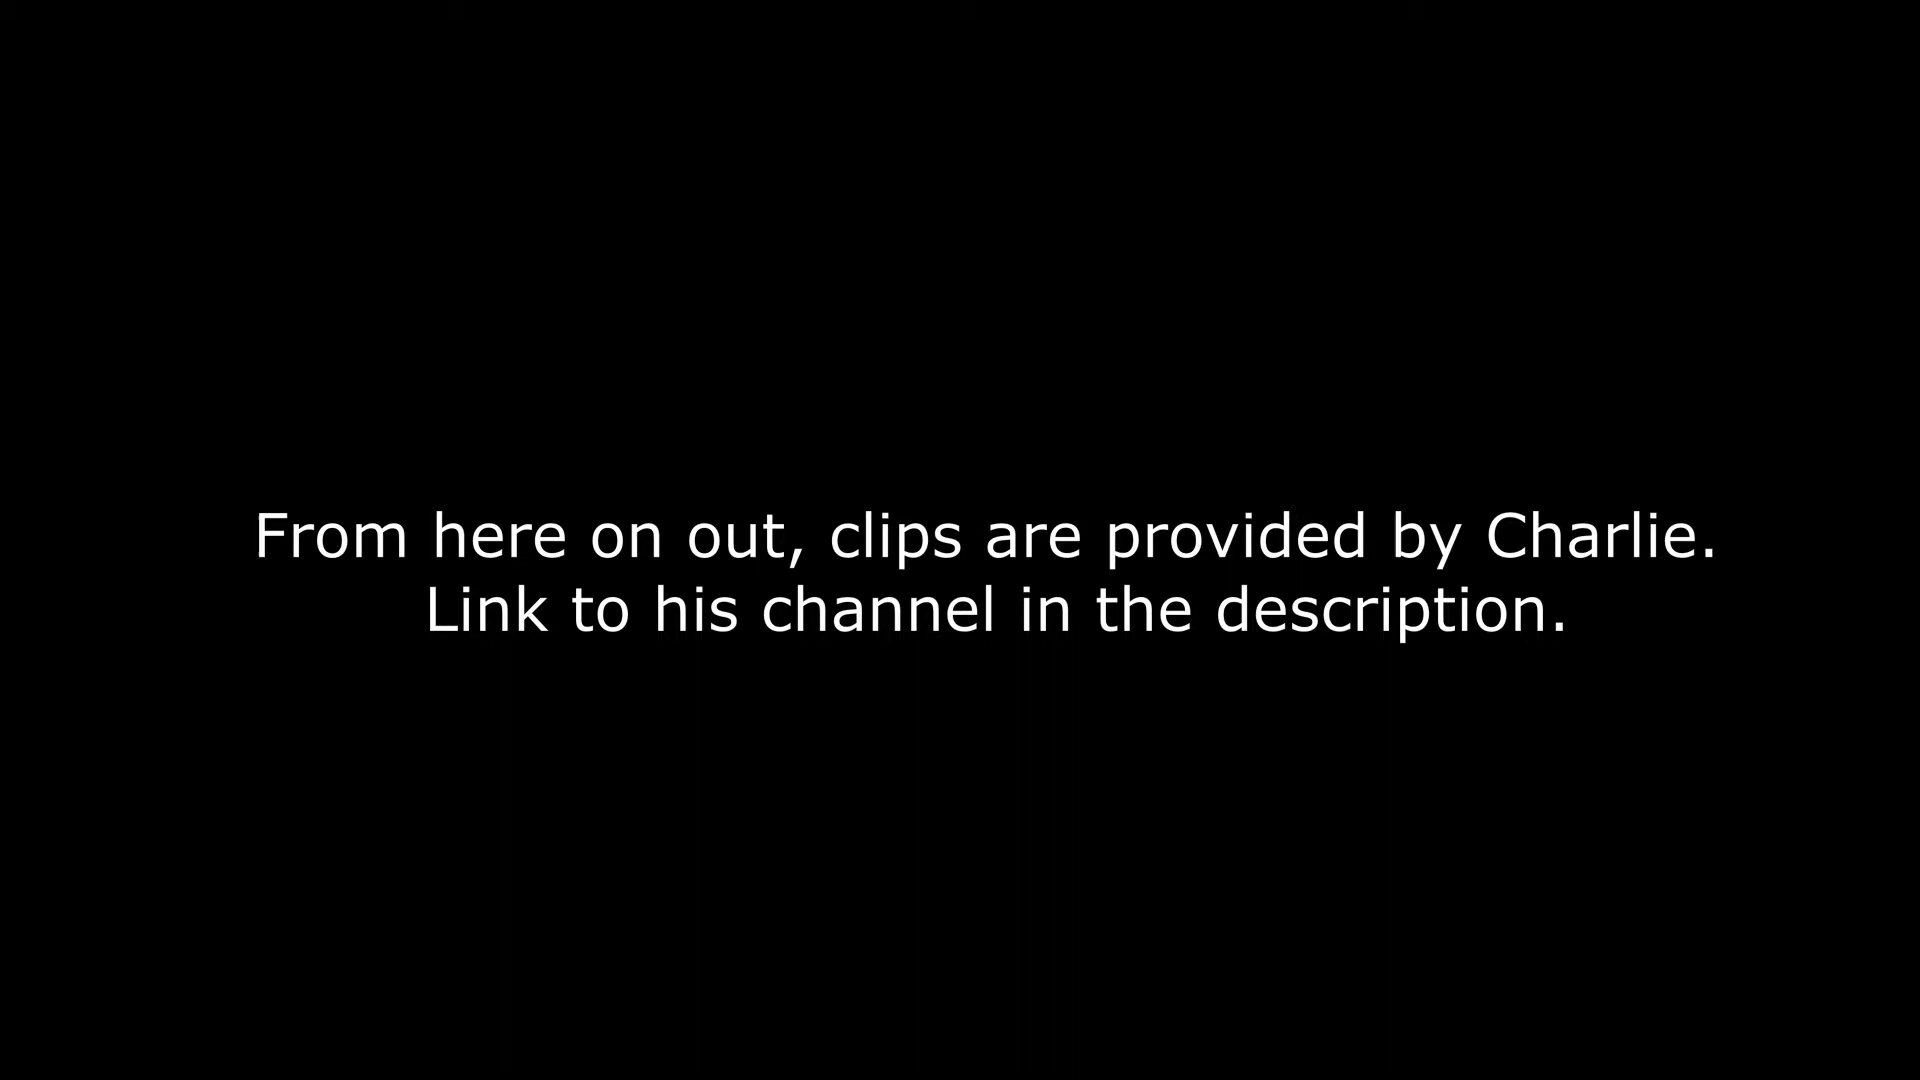 From here on out, clips are provided by Charlie.
Link to his channel in the description.